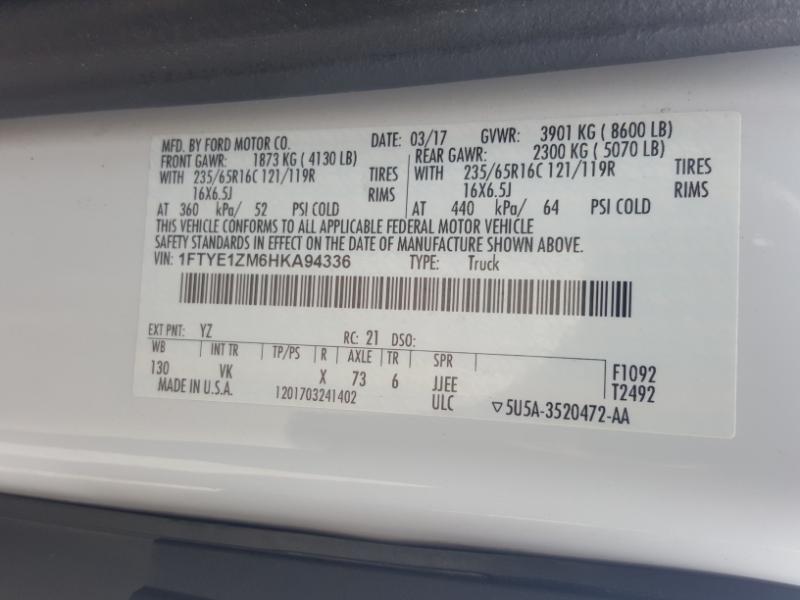 MFD. BY FORD MOTOR CO. DATE: 03/17 GVWR: 3901 KG ( 8600 LB)
FRONT GAWR: 1873 KG ( 4130 LB) REAR GAWR: 2300 KG ( 5070 LB)
WITH 235/65R16C 121/119R TIRES WITH 235/65R16C 121/119R TIRES
16X6.5J RIMS 16X6.5J RIMS
AT 360 kPa/ 52 PSI COLD AT 440 kPa/ 64 PSI COLD
THIS VEHICLE CONFORMS TO ALL APPLICABLE FEDERAL MOTOR VEHICLE
SAFETY STANDARDS IN EFFECT ON THE DATE OF MANUFACTURE SHOWN ABOVE.
VIN: 1FTYE1ZM6HKA94336 TYPE: Truck
EXT PNT: YZ RC: 21 DSO:
WB INT TR TP/PS R AXLE TR SPR F1092
130 VK X 73 6 JJEE T2492
MADE IN U.S.A. 1201703241402 ULC ▽5U5A-3520472-AA